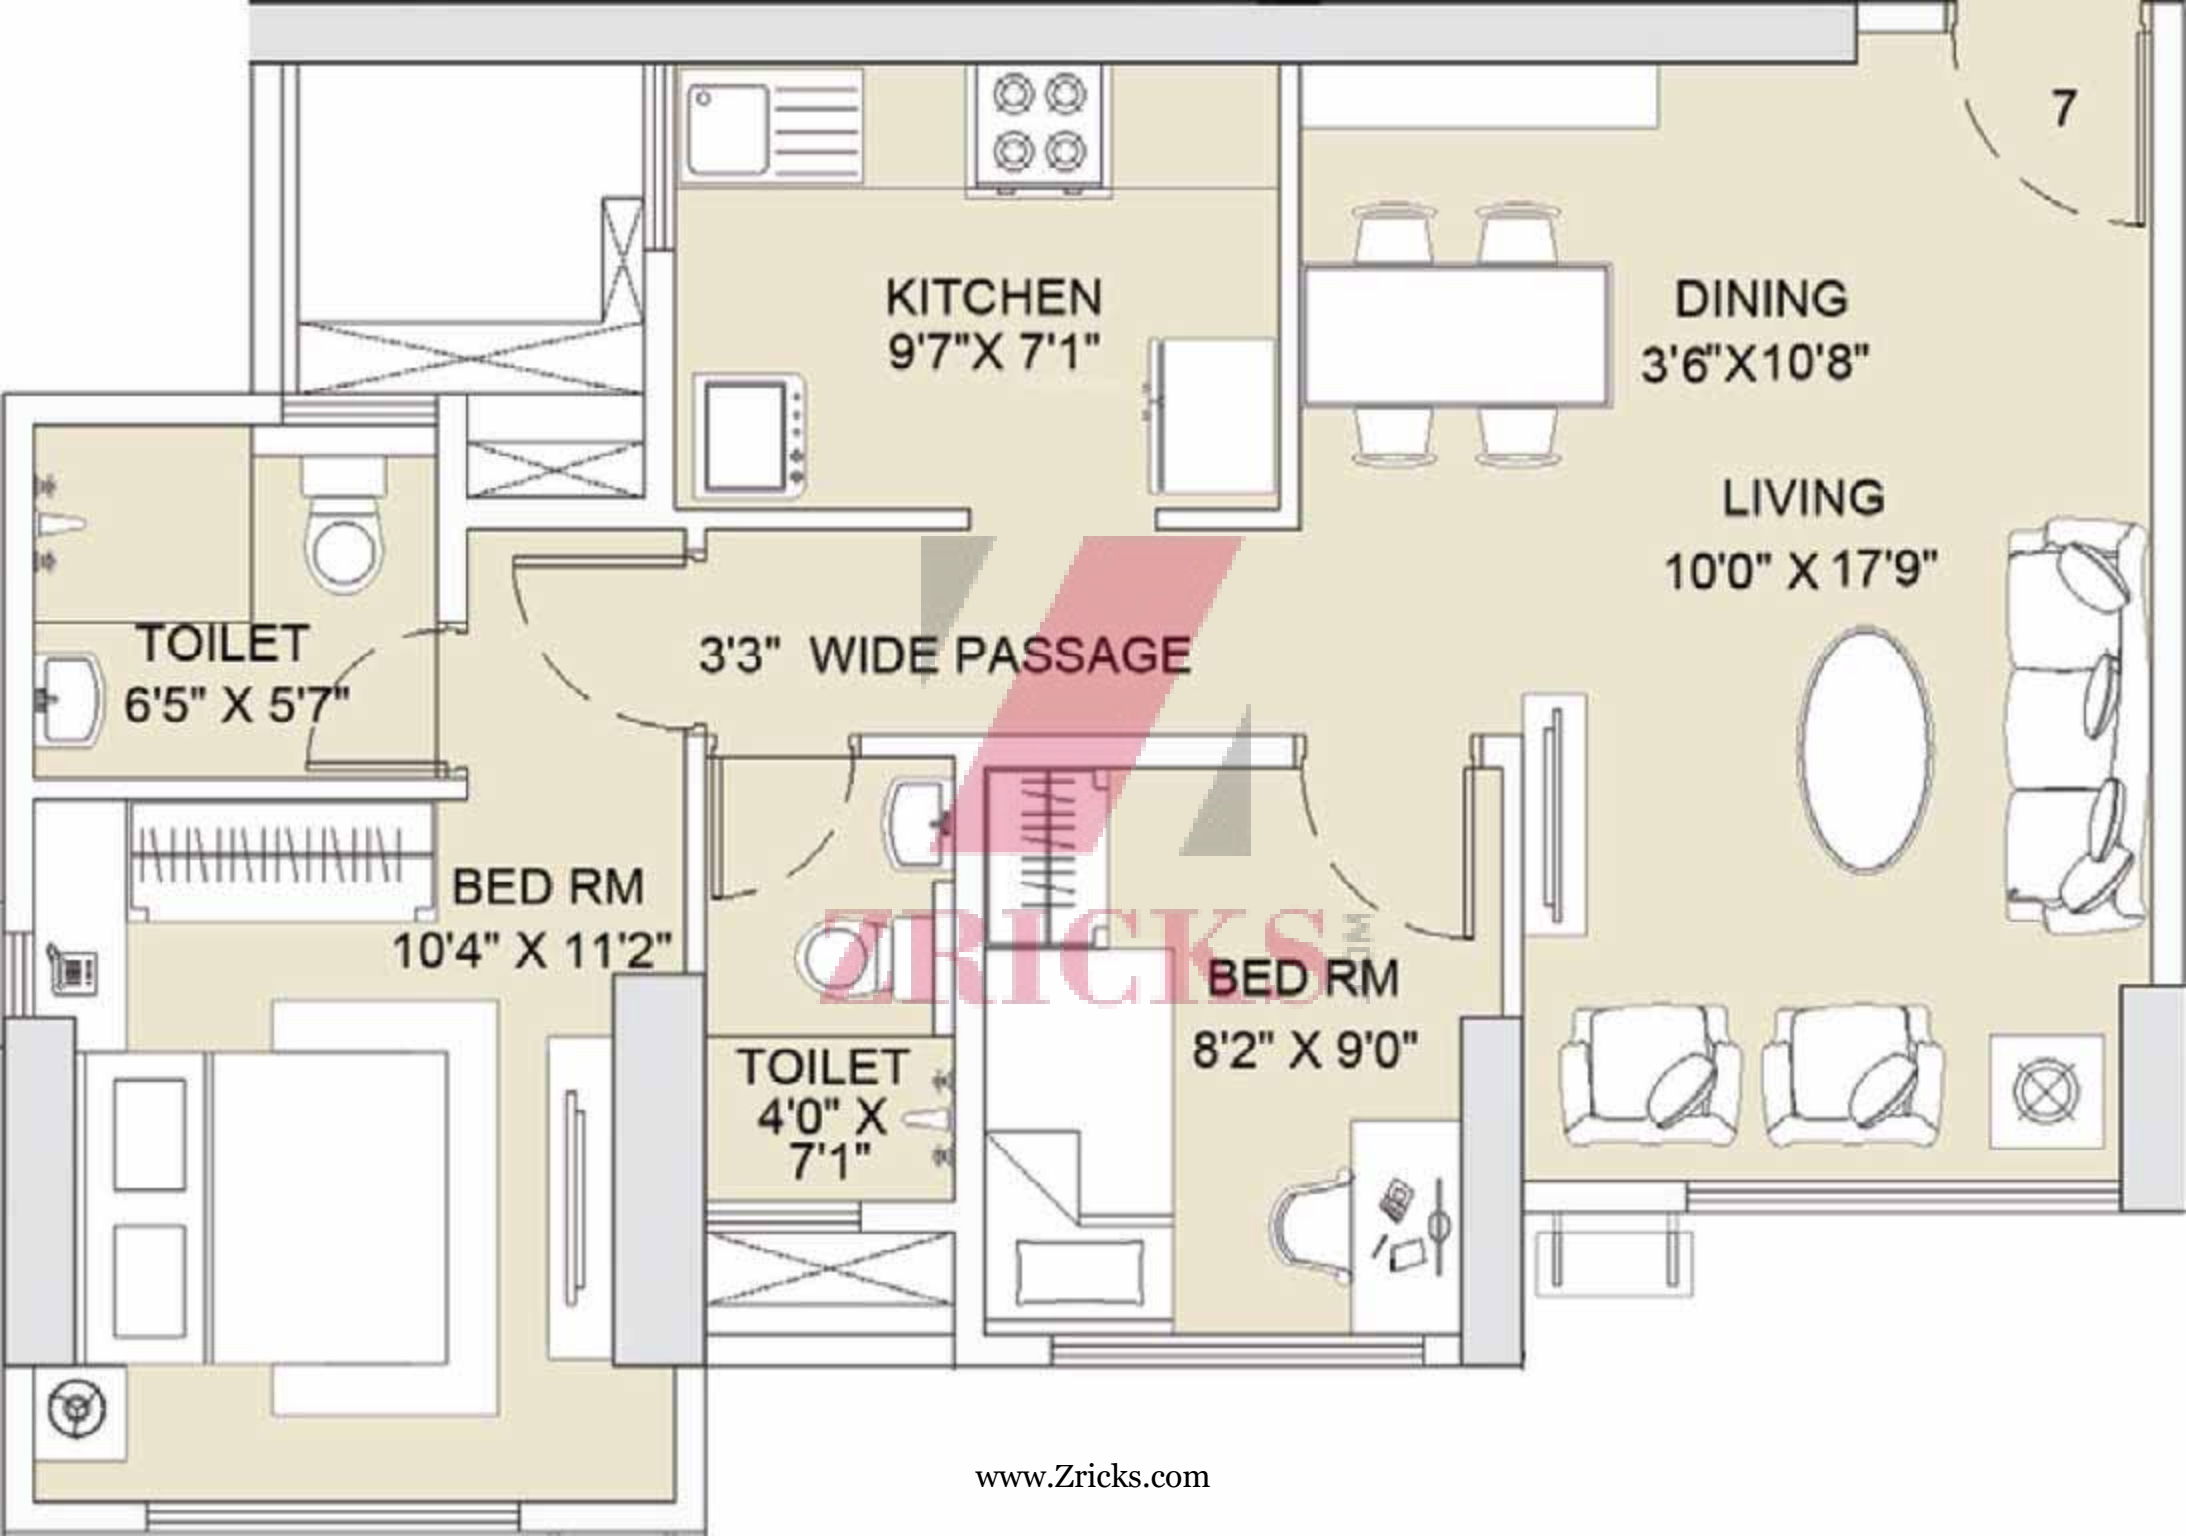 7
KITCHEN
9'7"X 7'1"
DINING
3'6"X10'8"
LIVING
10'0" X 17'9"
TOILET
6'5" X 5'7"
3'3" WIDE PASSAGE
BED RM
10'4" X 11'2"
ZRICKS
.COM
BED RM
8'2" X 9'0"
TOILET
4'0" X
7'1"
www.Zricks.com